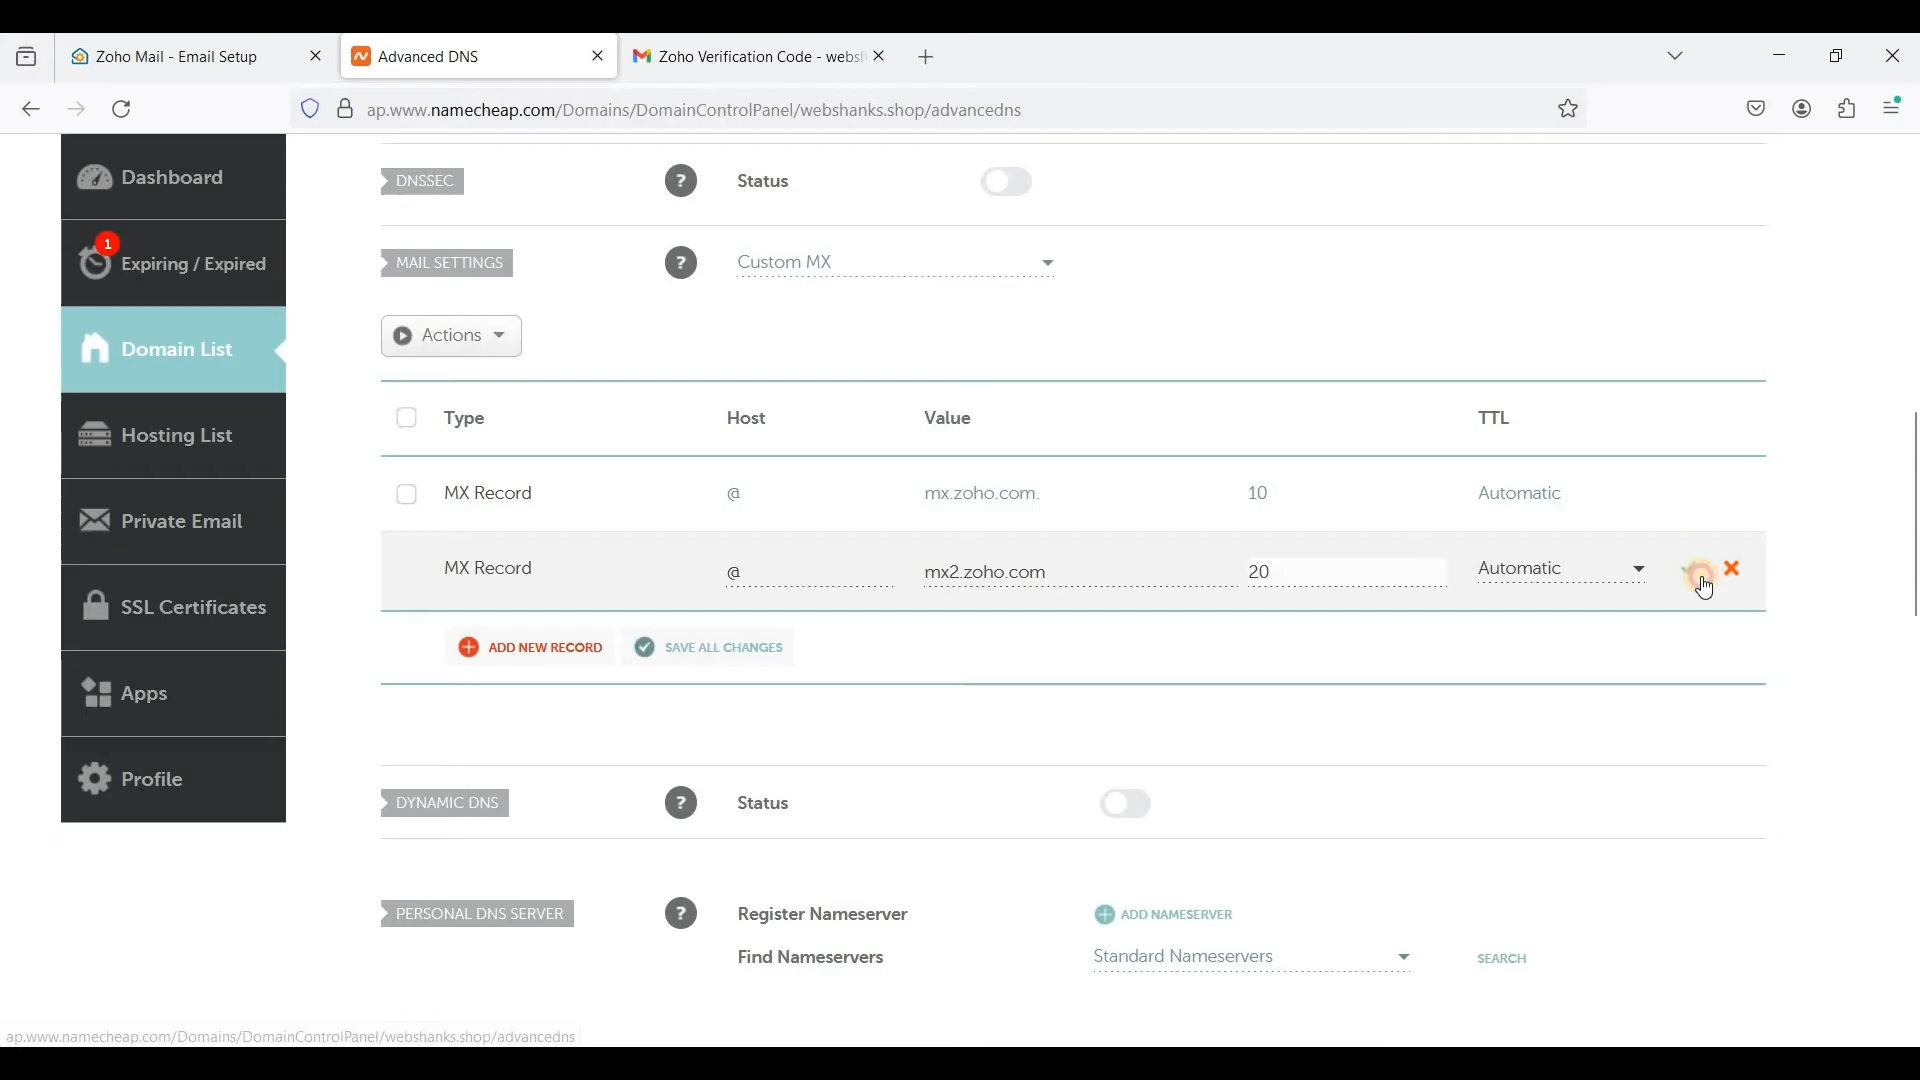 Zoho Mail - Email Setup
Advanced DNS
Zoho Verification Code - websh
ap.www.namecheap.com/Domains/DomainControlPanel/webshanks.shop/advancedns
Dashboard
1
Expiring / Expired
Domain List
Hosting List
Private Email
SSL Certificates
Apps
Profile
DNSSEC
?
Status
MAIL SETTINGS
?
Custom MX
Actions
Type Host Value TTL
MX Record @ mx.zoho.com. 10 Automatic
MX Record @ mx2.zoho.com 20 Automatic
ADD NEW RECORD
SAVE ALL CHANGES
DYNAMIC DNS
?
Status
PERSONAL DNS SERVER
?
Register Nameserver
ADD NAMESERVER
Find Nameservers
Standard Nameservers
SEARCH
ap.www.namecheap.com/Domains/DomainControlPanel/webshanks.shop/advancedns